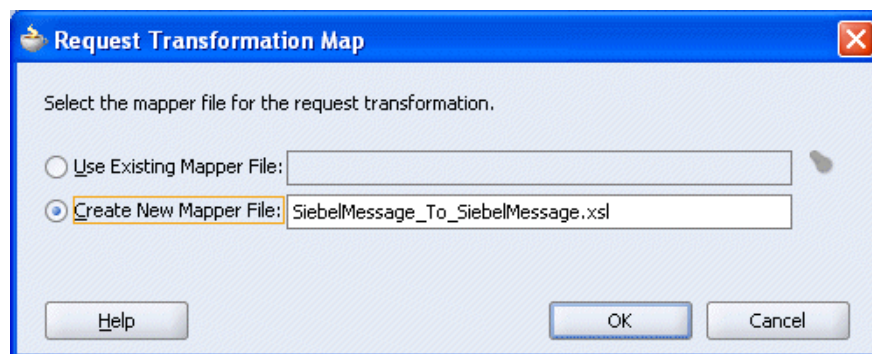 Request Transformation Map
Select the mapper file for the request transformation.
Use Existing Mapper File:
Create New Mapper File: SiebelMessage_To_SiebelMessage.xsl
Help OK Cancel